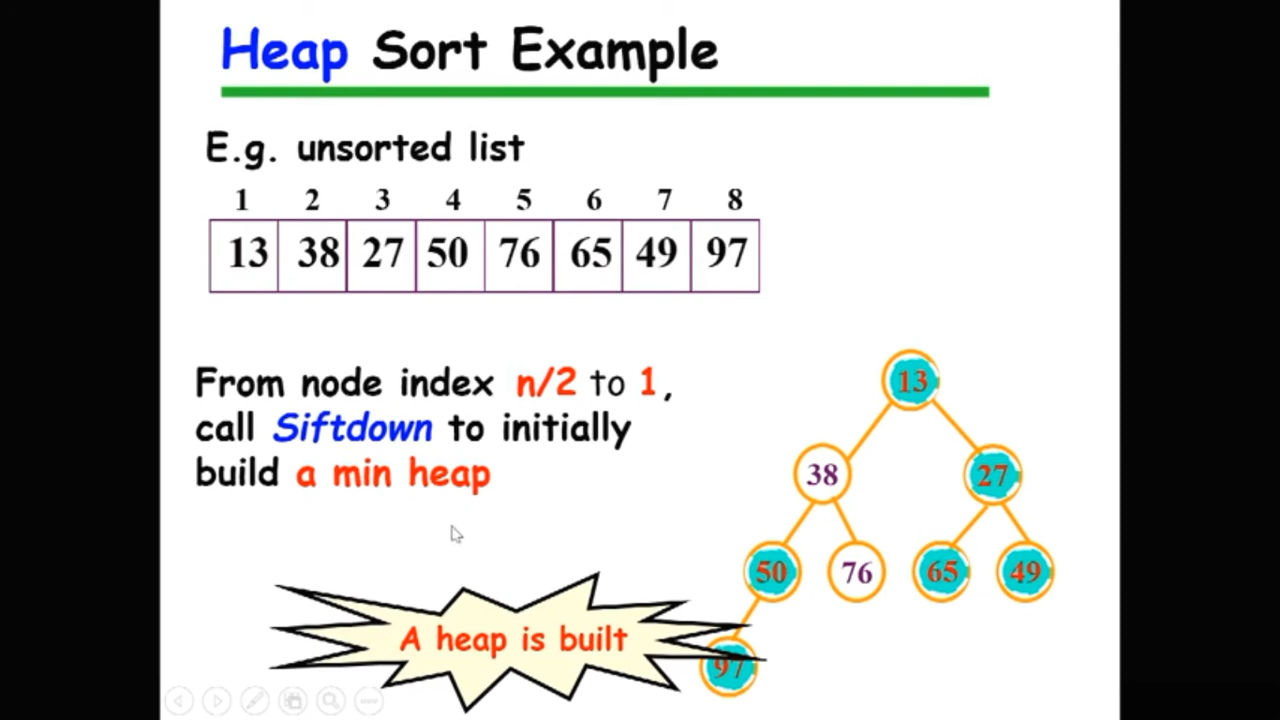 Heap Sort Example
E.g. unsorted list
1 2 3 4 5 6 7 8
13 38 27 50 76 65 49 97
From node index n/2 to 1,
call Siftdown to initially
build a min heap
13
38 27
50 76 65 49
A heap is built
97